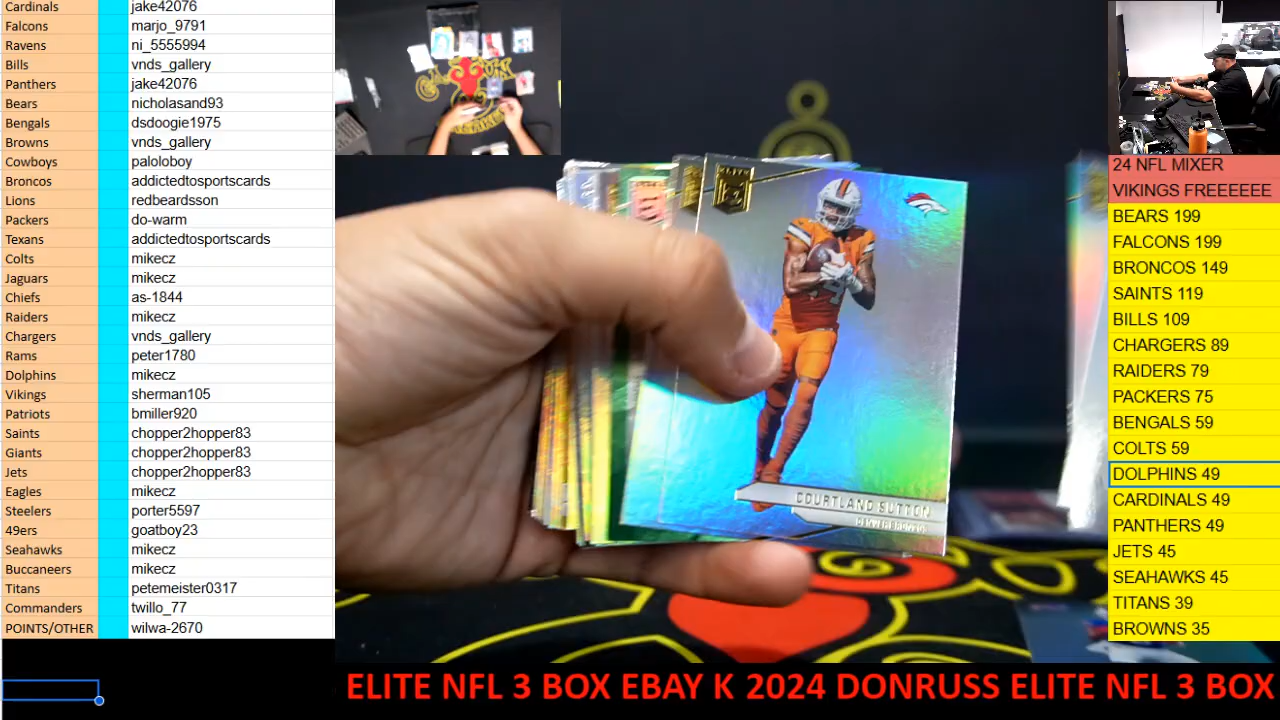 Cardinals jake42076
Falcons marjo_9791
Ravens ni_5555994
Bills vnds_gallery
Panthers jake42076
Bears nicholasand93
Bengals dsdoogie1975
Browns vnds_gallery
Cowboys paloloboy
Broncos addictedtosportscards
Lions redbeardsson
Packers do-warm
Texans addictedtosportscards
Colts mikecz
Jaguars mikecz
Chiefs as-1844
Raiders mikecz
Chargers vnds_gallery
Rams peter1780
Dolphins mikecz
Vikings sherman105
Patriots bmiller920
Saints chopper2hopper83
Giants chopper2hopper83
Jets chopper2hopper83
Eagles mikecz
Steelers porter5597
49ers goatboy23
Seahawks mikecz
Buccaneers mikecz
Titans petemeister0317
Commanders twillo_77
POINTS/OTHER wilwa-2670
COURTLAND SUTTON
DENVER BRONCOS
24 NFL MIXER
VIKINGS FREEEEEE
BEARS 199
FALCONS 199
BRONCOS 149
SAINTS 119
BILLS 109
CHARGERS 89
RAIDERS 79
PACKERS 75
BENGALS 59
COLTS 59
DOLPHINS 49
CARDINALS 49
PANTHERS 49
JETS 45
SEAHAWKS 45
TITANS 39
BROWNS 35
ELITE NFL 3 BOX EBAY K 2024 DONRUSS ELITE NFL 3 BOX